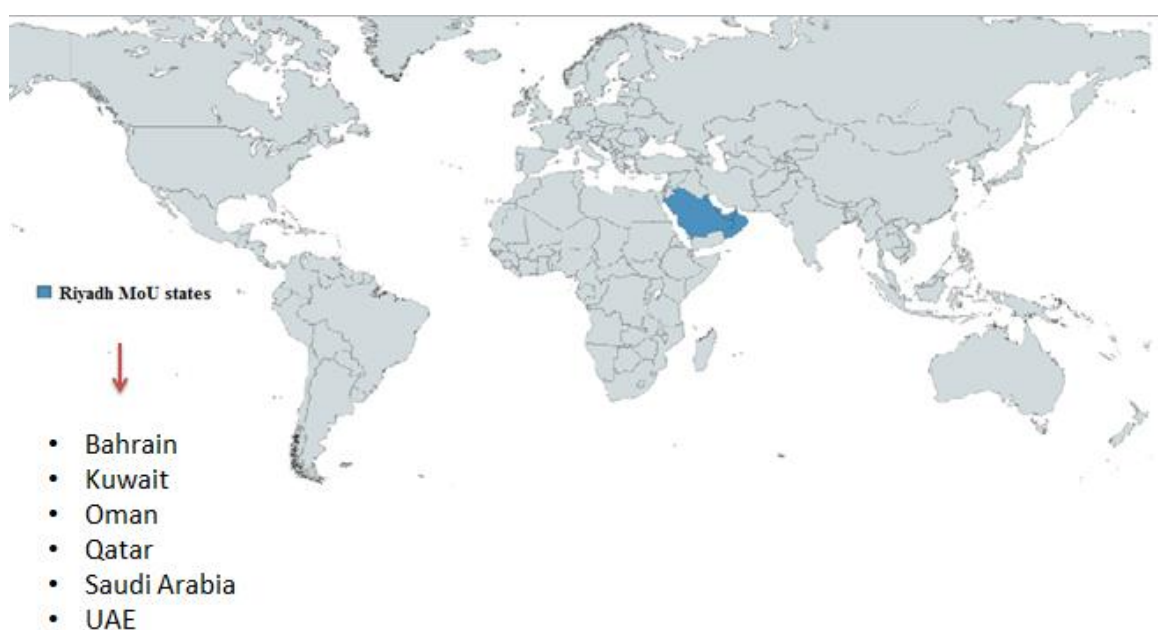 Riyadh MoU states
• Bahrain
• Kuwait
• Oman
• Qatar
• Saudi Arabia
• UAE